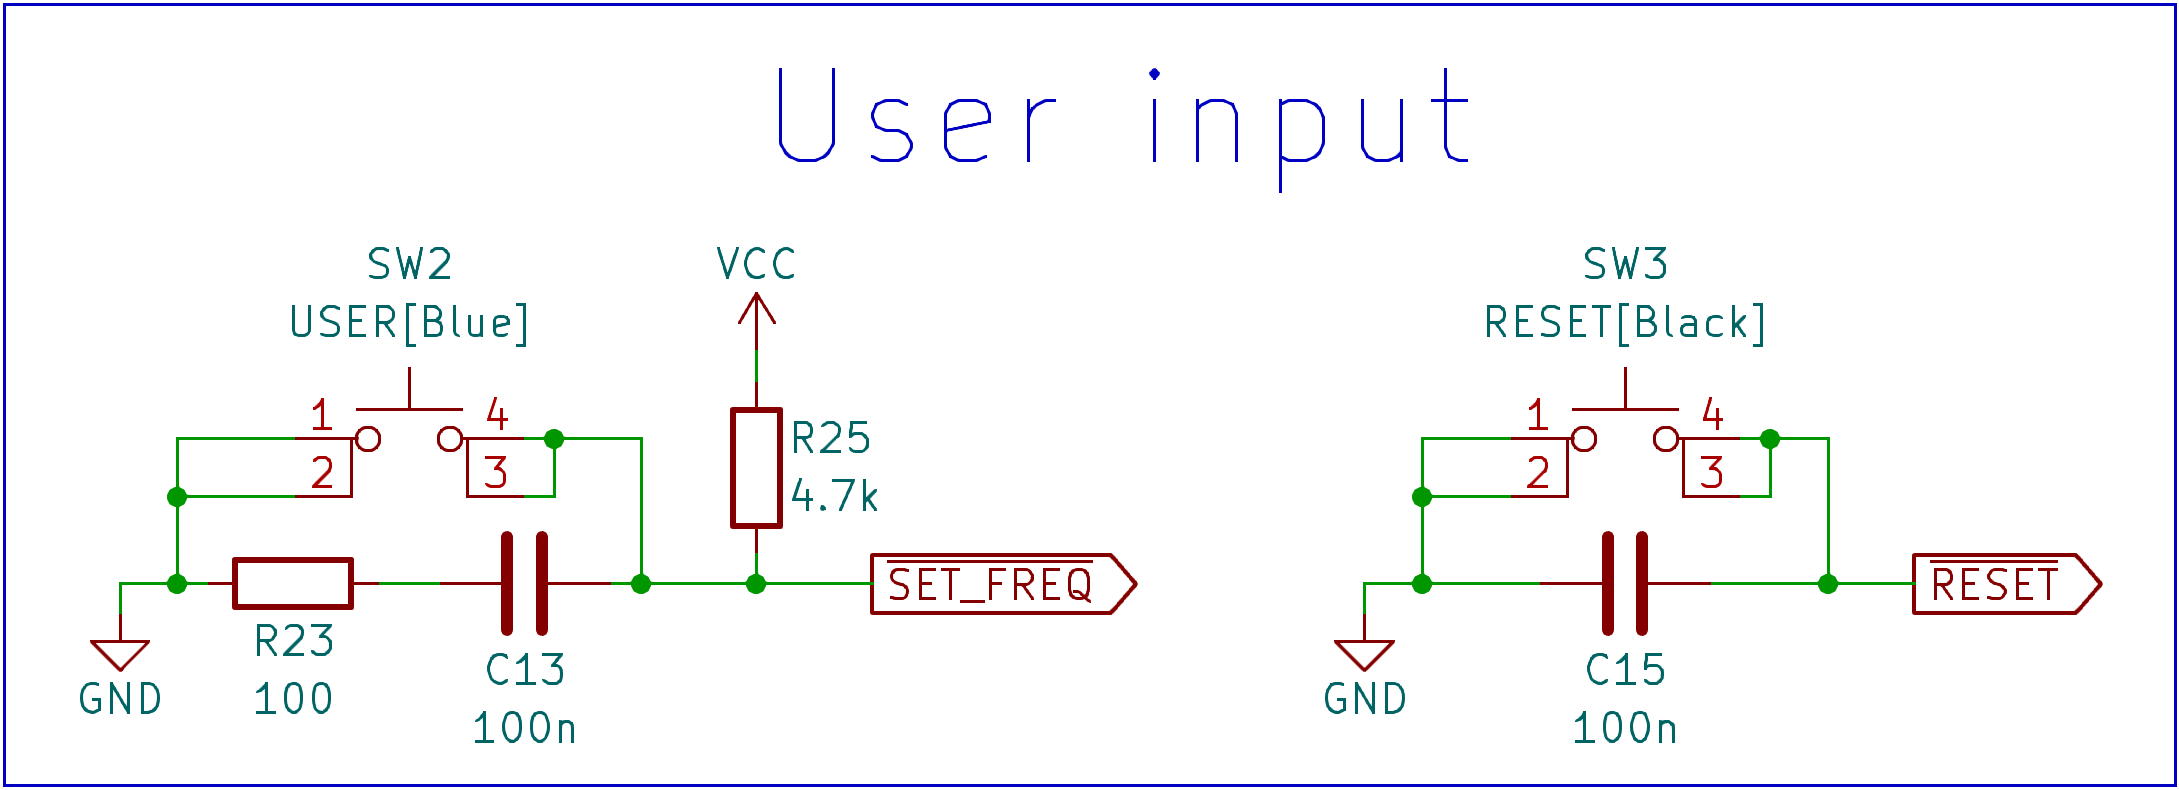 User input
SW2
USER[Blue]
VCC
SW3
RESET[Black]
1
4
2
3
R25
4.7k
1
4
2
3
SET_FREQ
RESET
R23
100
C13
100n
GND
C15
100n
GND